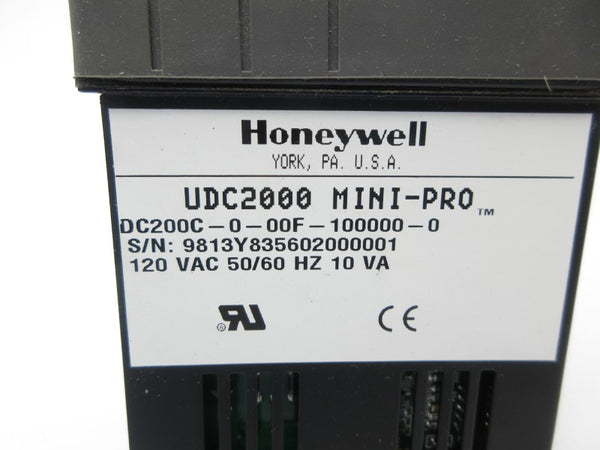 Honeywell
YORK, PA. U.S.A.
UDC2000 MINI-PRO™
DC200C-0-00F-100000-0
S/N: 9813Y835602000001
120 VAC 50/60 HZ 10 VA
®RU CE